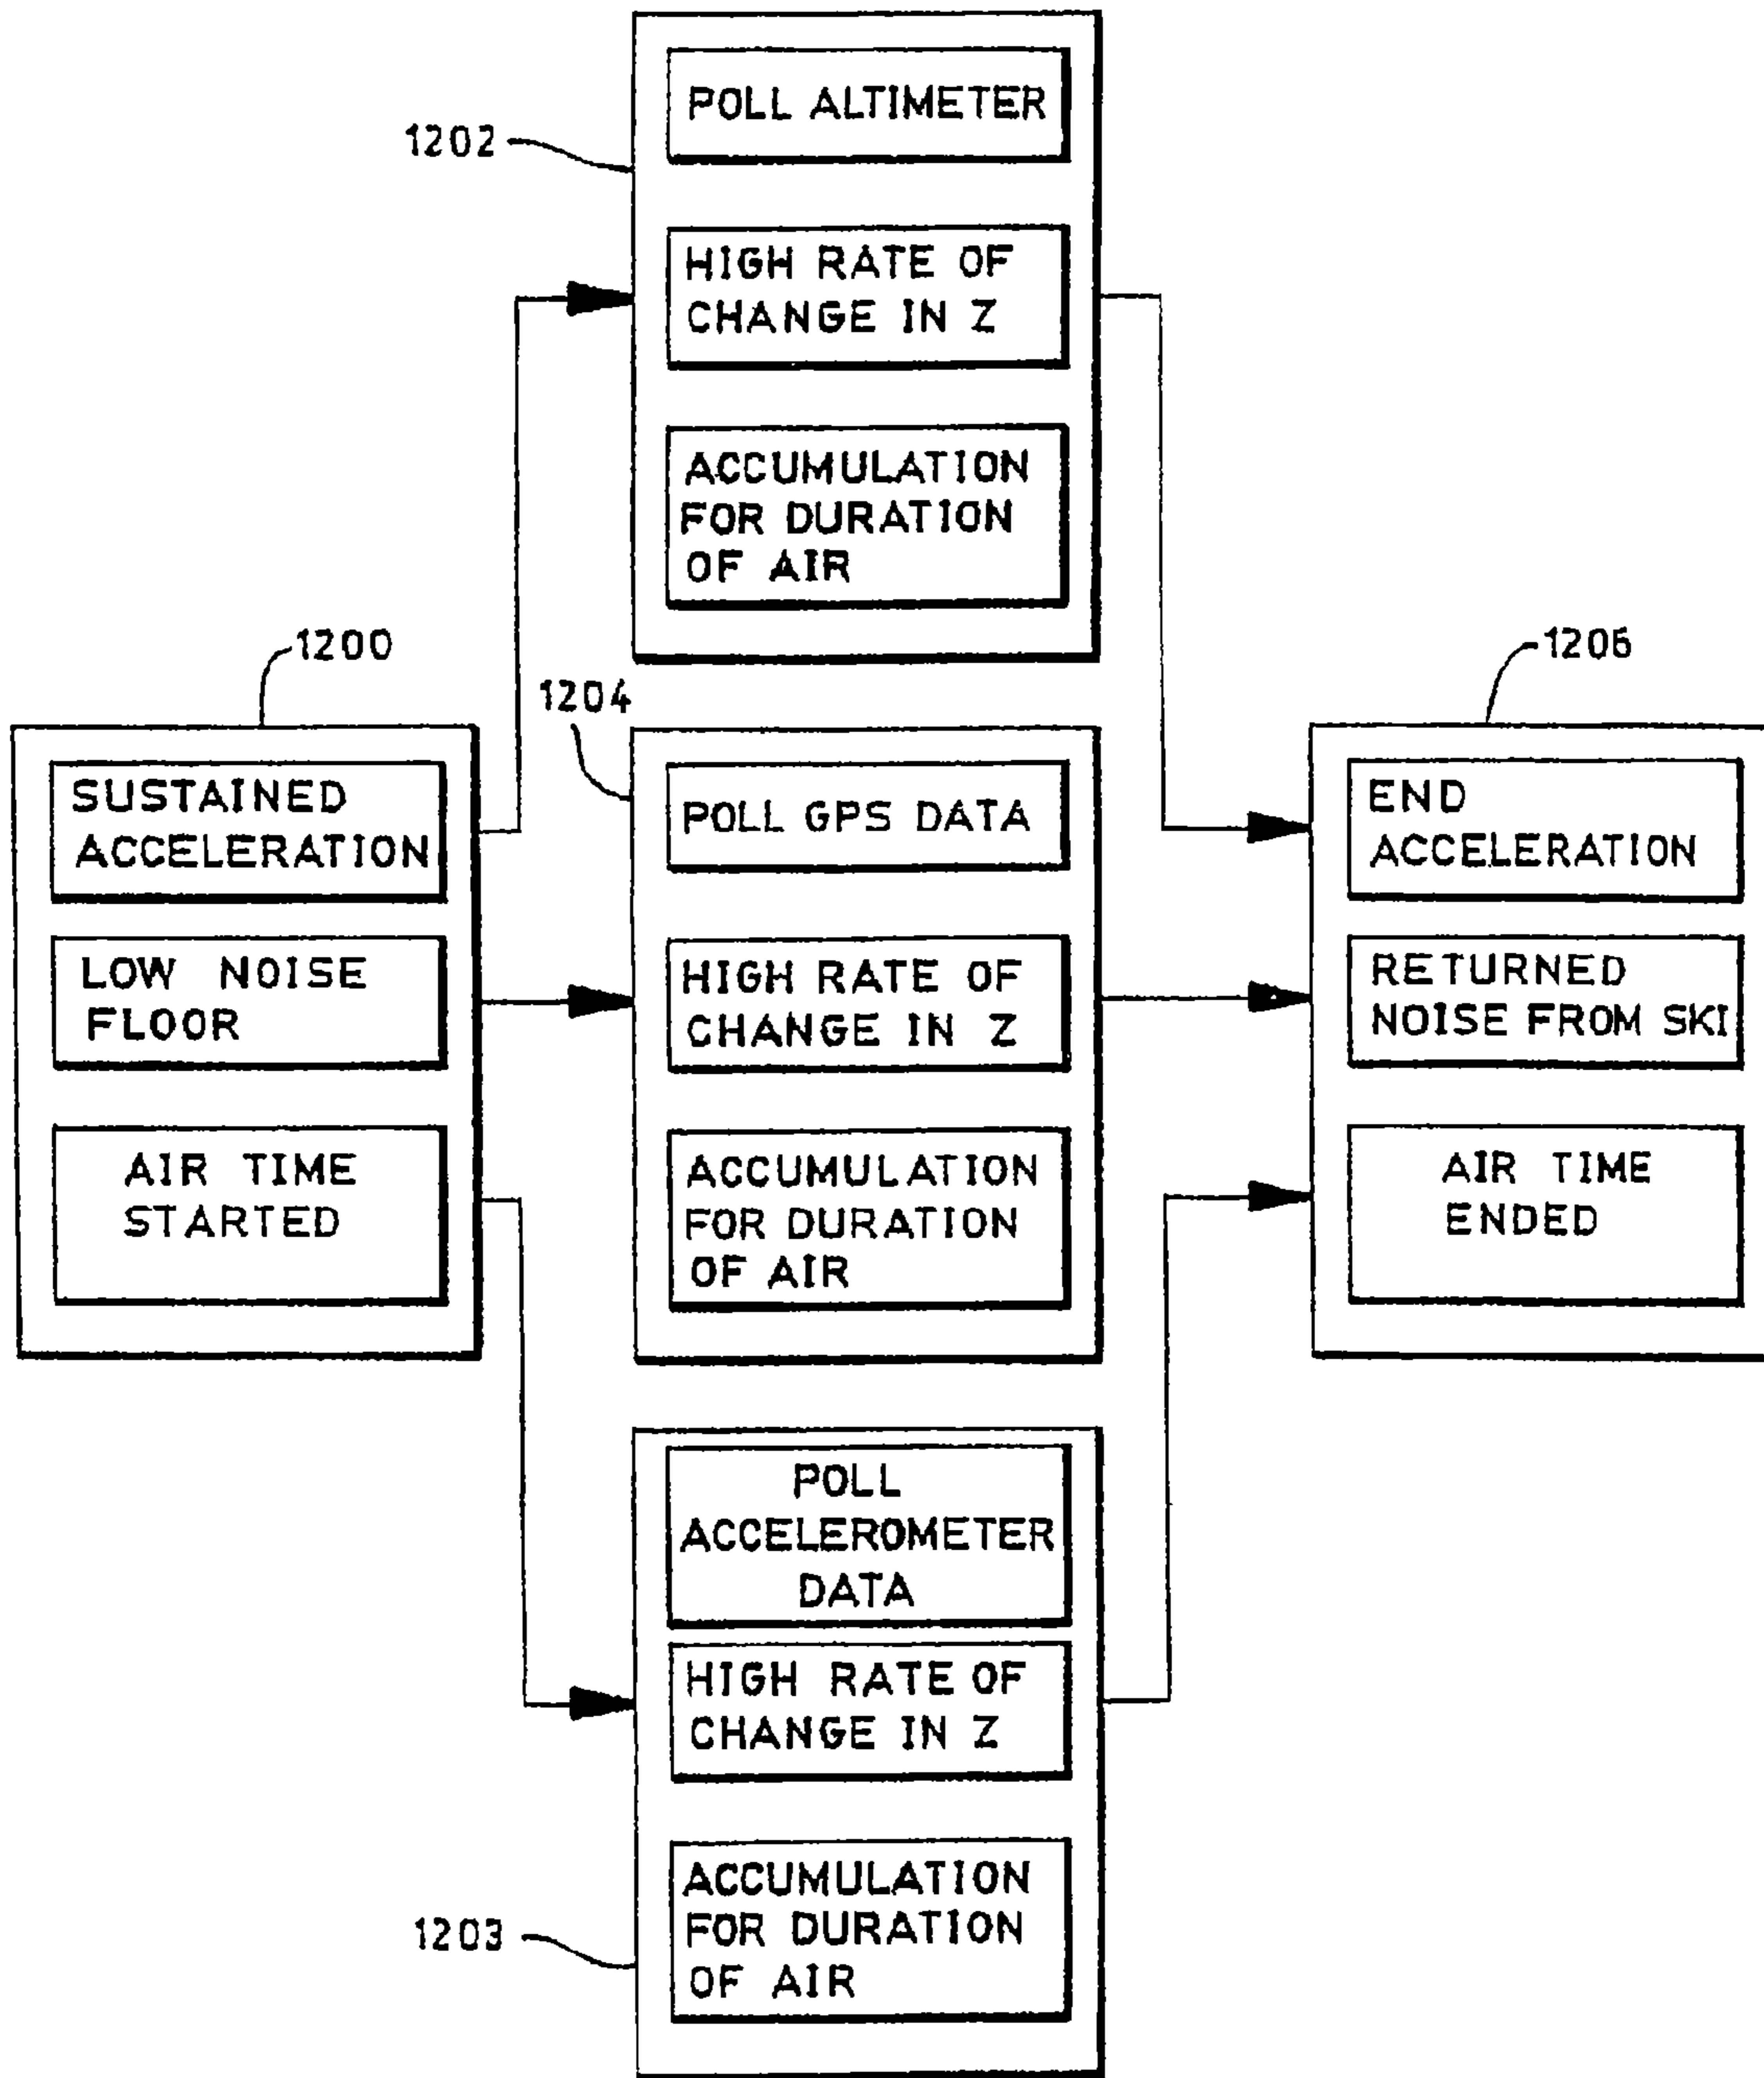 1202
POLL ALTIMETER
HIGH RATE OF
CHANGE IN Z
ACCUMULATION
FOR DURATION
OF AIR
1200
SUSTAINED
ACCELERATION
LOW NOISE
FLOOR
AIR TIME
STARTED
1204
POLL GPS DATA
HIGH RATE OF
CHANGE IN Z
ACCUMULATION
FOR DURATION
OF AIR
1206
END
ACCELERATION
RETURNED
NOISE FROM SKI
AIR TIME
ENDED
1203
POLL
ACCELEROMETER
DATA
HIGH RATE OF
CHANGE IN Z
ACCUMULATION
FOR DURATION
OF AIR